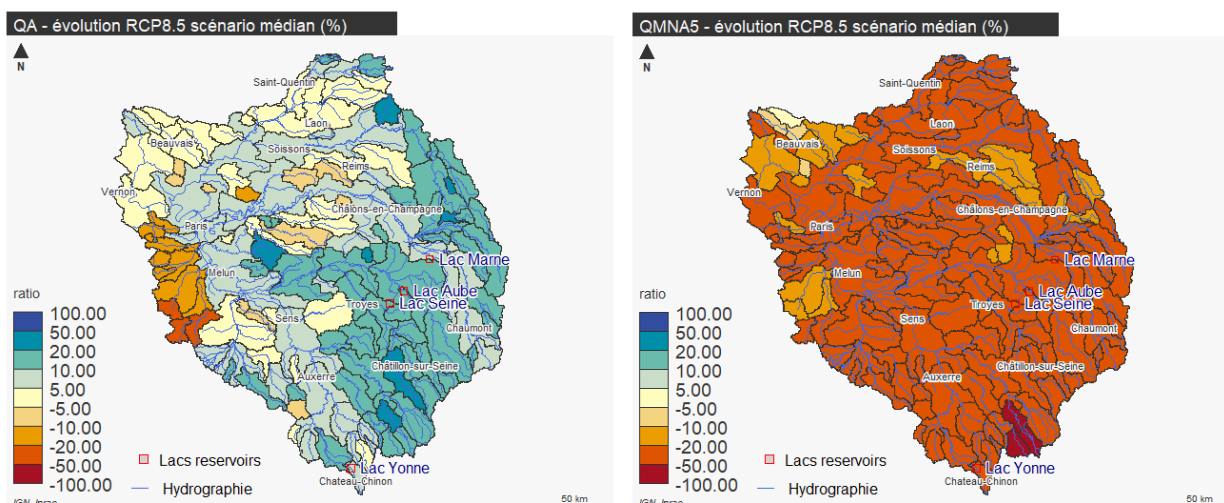 QA - évolution RCP8.5 scénario médian (%)
N
Saint-Quentin
Laon
Beauvais
Soissons
Reims
Vernon
Châlons-en-Champagne
Paris
Lac Marne
Melun
Lac Aube
Troyes
Lac Seine
Sens
Chaumont
Châtillon-sur-Seine
Auxerre
Lac Yonne
Chateau-Chinon
ratio
100.00
50.00
20.00
10.00
5.00
-5.00
-10.00
-20.00
-50.00
-100.00
Lacs reservoirs
Hydrographie
50 km
QMNA5 - évolution RCP8.5 scénario médian (%)
N
Saint-Quentin
Laon
Beauvais
Soissons
Reims
Vernon
Châlons-en-Champagne
Paris
Lac Marne
Melun
Lac Aube
Troyes
Lac Seine
Sens
Chaumont
Châtillon-sur-Seine
Auxerre
Lac Yonne
Chateau-Chinon
ratio
100.00
50.00
20.00
10.00
5.00
-5.00
-10.00
-20.00
-50.00
-100.00
Lacs reservoirs
Hydrographie
50 km